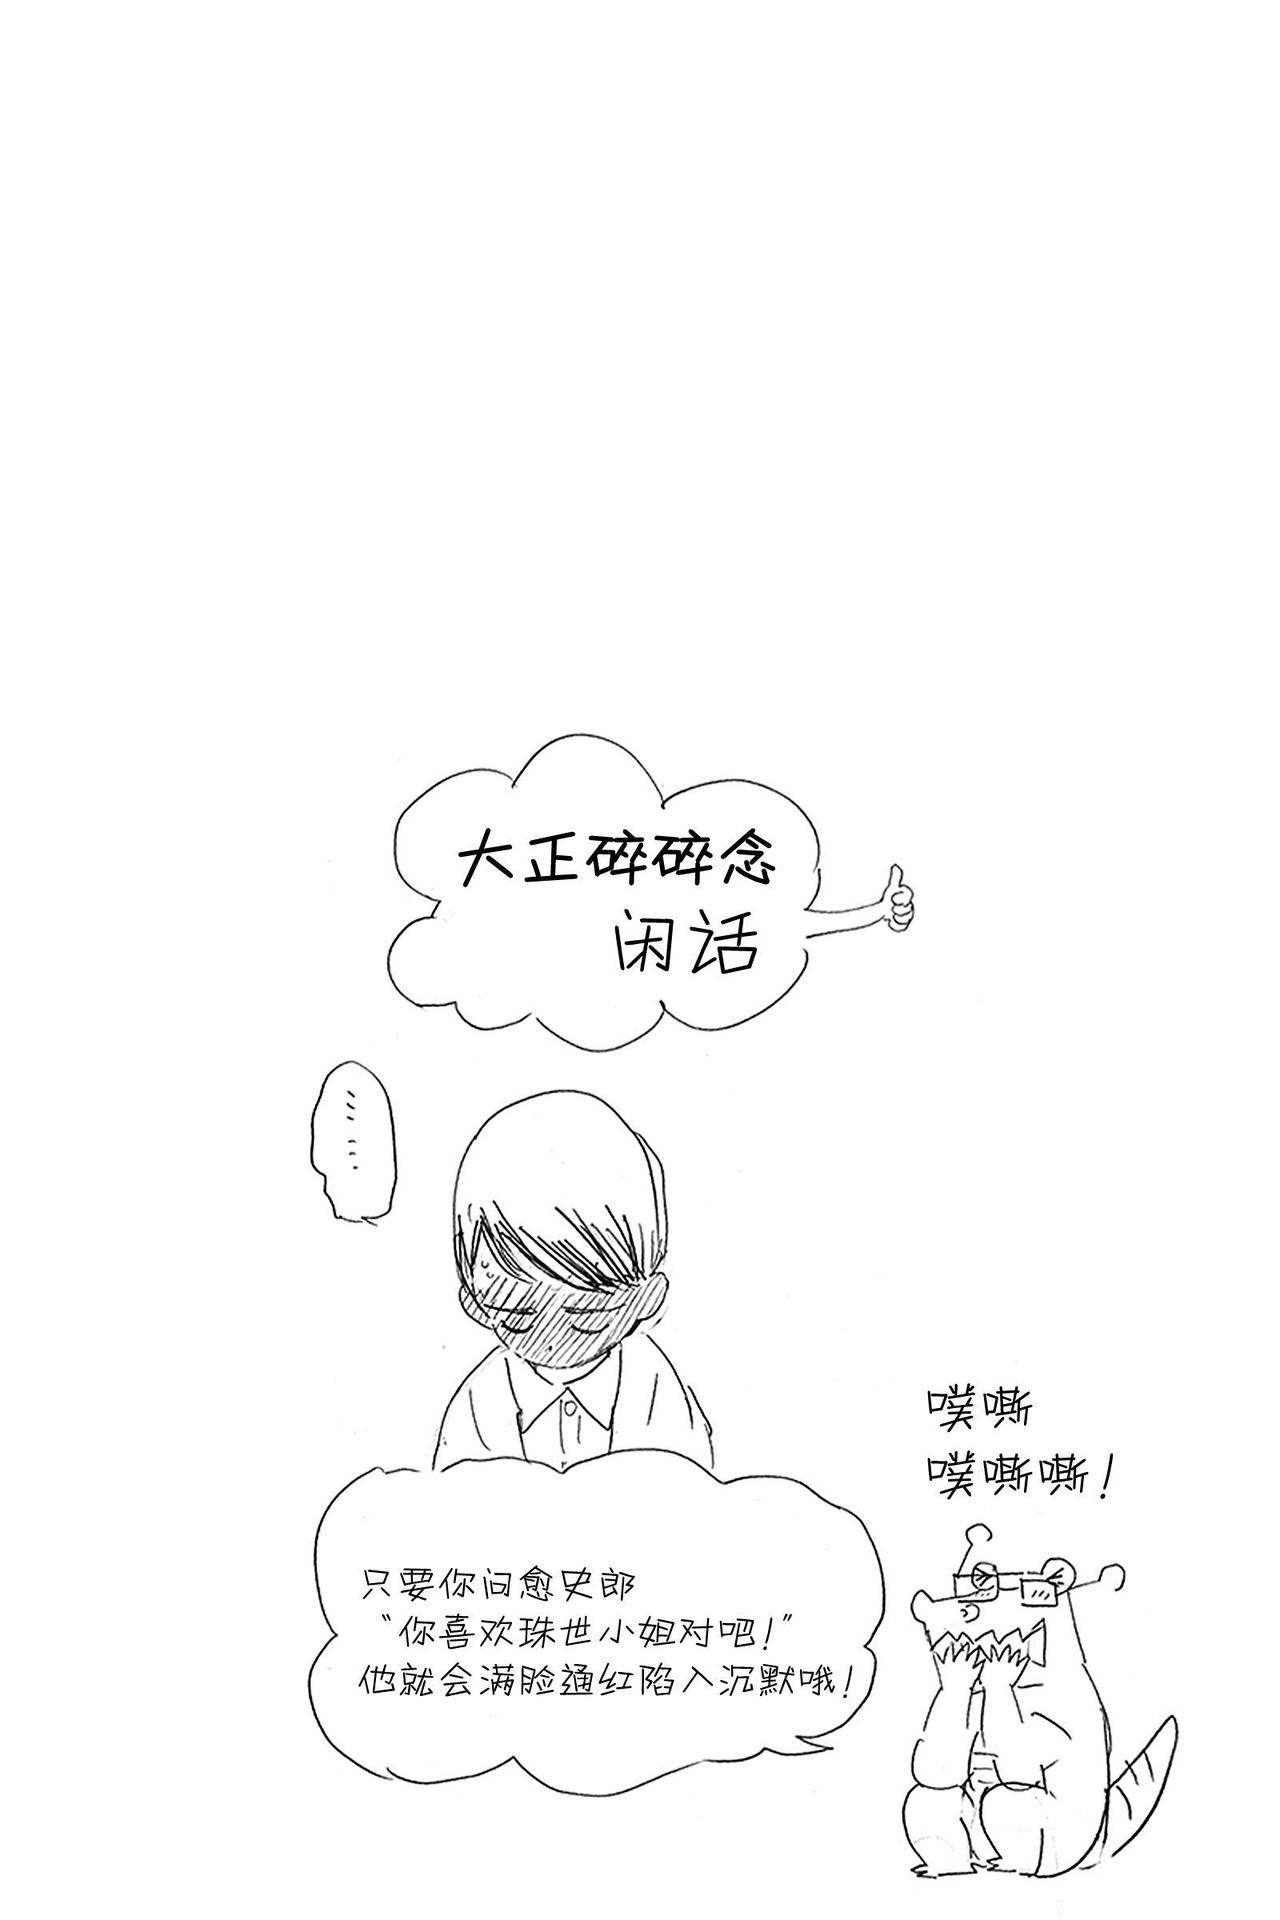 大正碎碎念
闲话
……
噗嘶
噗嘶嘶！
只要你问愈史郎
“你喜欢珠世小姐对吧！”
他就会满脸通红陷入沉默哦！